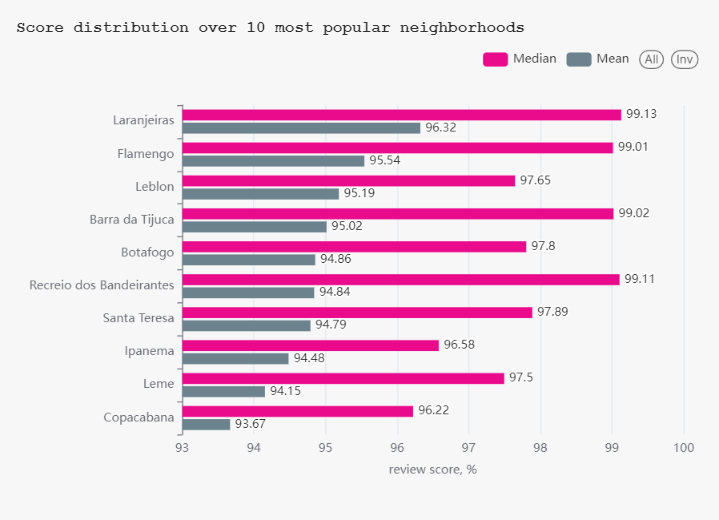 Score distribution over 10 most popular neighborhoods
Median Mean All Inv
Laranjeiras 99.13
96.32
Flamengo 99.01
95.54
Leblon 97.65
95.19
Barra da Tijuca 99.02
95.02
Botafogo 97.8
94.86
Recreio dos Bandeirantes 99.11
94.84
Santa Teresa 97.89
94.79
Ipanema 96.58
94.48
Leme 97.5
94.15
Copacabana 96.22
93.67
93 94 95 96 97 98 99 100
review score, %